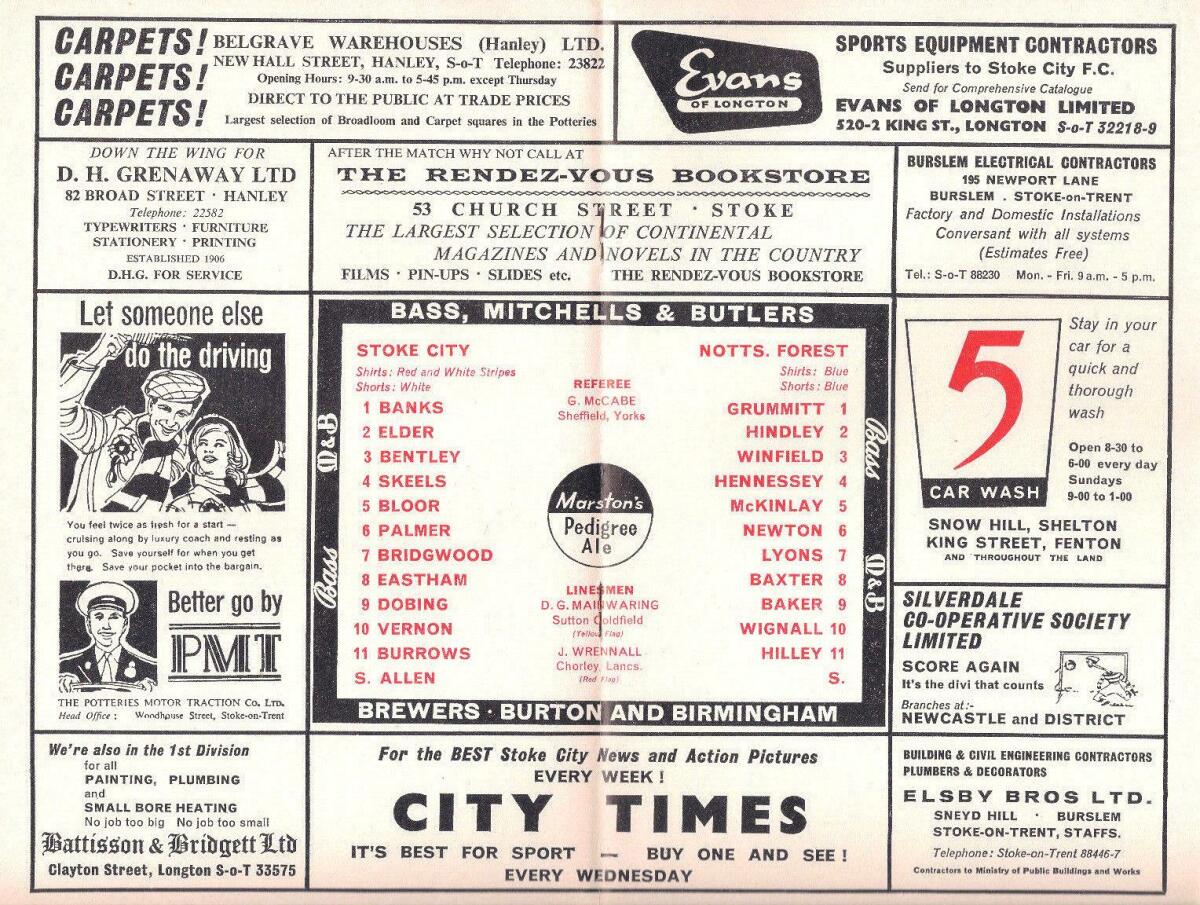 CARPETS!
CARPETS!
CARPETS!
BELGRAVE WAREHOUSES (Hanley) LTD.
NEW HALL STREET, HANLEY, S-o-T Telephone: 23822
Opening Hours: 9-30 a.m. to 5-45 p.m. except Thursday
DIRECT TO THE PUBLIC AT TRADE PRICES
Largest selection of Broadloom and Carpet squares in the Potteries
Evans
OF LONGTON
SPORTS EQUIPMENT CONTRACTORS
Suppliers to Stoke City F.C.
Send for Comprehensive Catalogue
EVANS OF LONGTON LIMITED
520-2 KING ST., LONGTON S-o-T 32218-9
DOWN THE WING FOR
D. H. GRENAWAY LTD
82 BROAD STREET · HANLEY
Telephone: 22582
TYPEWRITERS · FURNITURE
STATIONERY · PRINTING
ESTABLISHED 1906
D.H.G. FOR SERVICE
AFTER THE MATCH WHY NOT CALL AT
THE RENDEZ-VOUS BOOKSTORE
53 CHURCH STREET · STOKE
THE LARGEST SELECTION OF CONTINENTAL
MAGAZINES AND NOVELS IN THE COUNTRY
FILMS · PIN-UPS · SLIDES etc. THE RENDEZ-VOUS BOOKSTORE
BURSLEM ELECTRICAL CONTRACTORS
195 NEWPORT LANE
BURSLEM . STOKE-on-TRENT
Factory and Domestic Installations
Conversant with all systems
(Estimates Free)
Tel.: S-o-T 88230 Mon. - Fri. 9 a.m. - 5 p.m.
Let someone else
do the driving
You feel twice as fresh for a start —
cruising along by luxury coach and resting as
you go. Save yourself for when you get
there. Save your pocket into the bargain.
Better go by
PMT
THE POTTERIES MOTOR TRACTION Co. LTD.
Head Office : Woodhouse Street, Stoke-on-Trent
BASS, MITCHELLS & BUTLERS
M&B
Bass
STOKE CITY
Shirts: Red and White Stripes
Shorts: White
1 BANKS
2 ELDER
3 BENTLEY
4 SKEELS
5 BLOOR
6 PALMER
7 BRIDGWOOD
8 EASTHAM
9 DOBING
10 VERNON
11 BURROWS
S. ALLEN
REFEREE
G. McCABE
Sheffield, Yorks
Marston's
Pedigree
Ale
LINESMEN
D. G. MAINWARING
Sutton Coldfield
(Yellow Flag)
J. WRENNALL
Chorley, Lancs.
(Red Flag)
NOTTS. FOREST
Shirts: Blue
Shorts: Blue
GRUMMITT 1
HINDLEY 2
WINFIELD 3
HENNESSEY 4
McKINLAY 5
NEWTON 6
LYONS 7
BAXTER 8
BAKER 9
WIGNALL 10
HILLEY 11
S.
Bass
M&B
BREWERS · BURTON AND BIRMINGHAM
5
CAR WASH
Stay in your
car for a
quick and
thorough
wash
Open 8-30 to
6-00 every day
Sundays
9-00 to 1-00
SNOW HILL, SHELTON
KING STREET, FENTON
AND THROUGHOUT THE LAND
SILVERDALE
CO-OPERATIVE SOCIETY
LIMITED
SCORE AGAIN
It's the divi that counts
Branches at:-
NEWCASTLE and DISTRICT
We're also in the 1st Division
for all
PAINTING, PLUMBING
and
SMALL BORE HEATING
No job too big No job too small
Battisson & Bridgett Ltd
Clayton Street, Longton S-o-T 33575
For the BEST Stoke City News and Action Pictures
EVERY WEEK !
CITY TIMES
IT'S BEST FOR SPORT — BUY ONE AND SEE !
EVERY WEDNESDAY
BUILDING & CIVIL ENGINEERING CONTRACTORS
PLUMBERS & DECORATORS
ELSBY BROS LTD.
SNEYD HILL · BURSLEM
STOKE-ON-TRENT, STAFFS.
Telephone: Stoke-on-Trent 88446-7
Contractors to Ministry of Public Buildings and Works